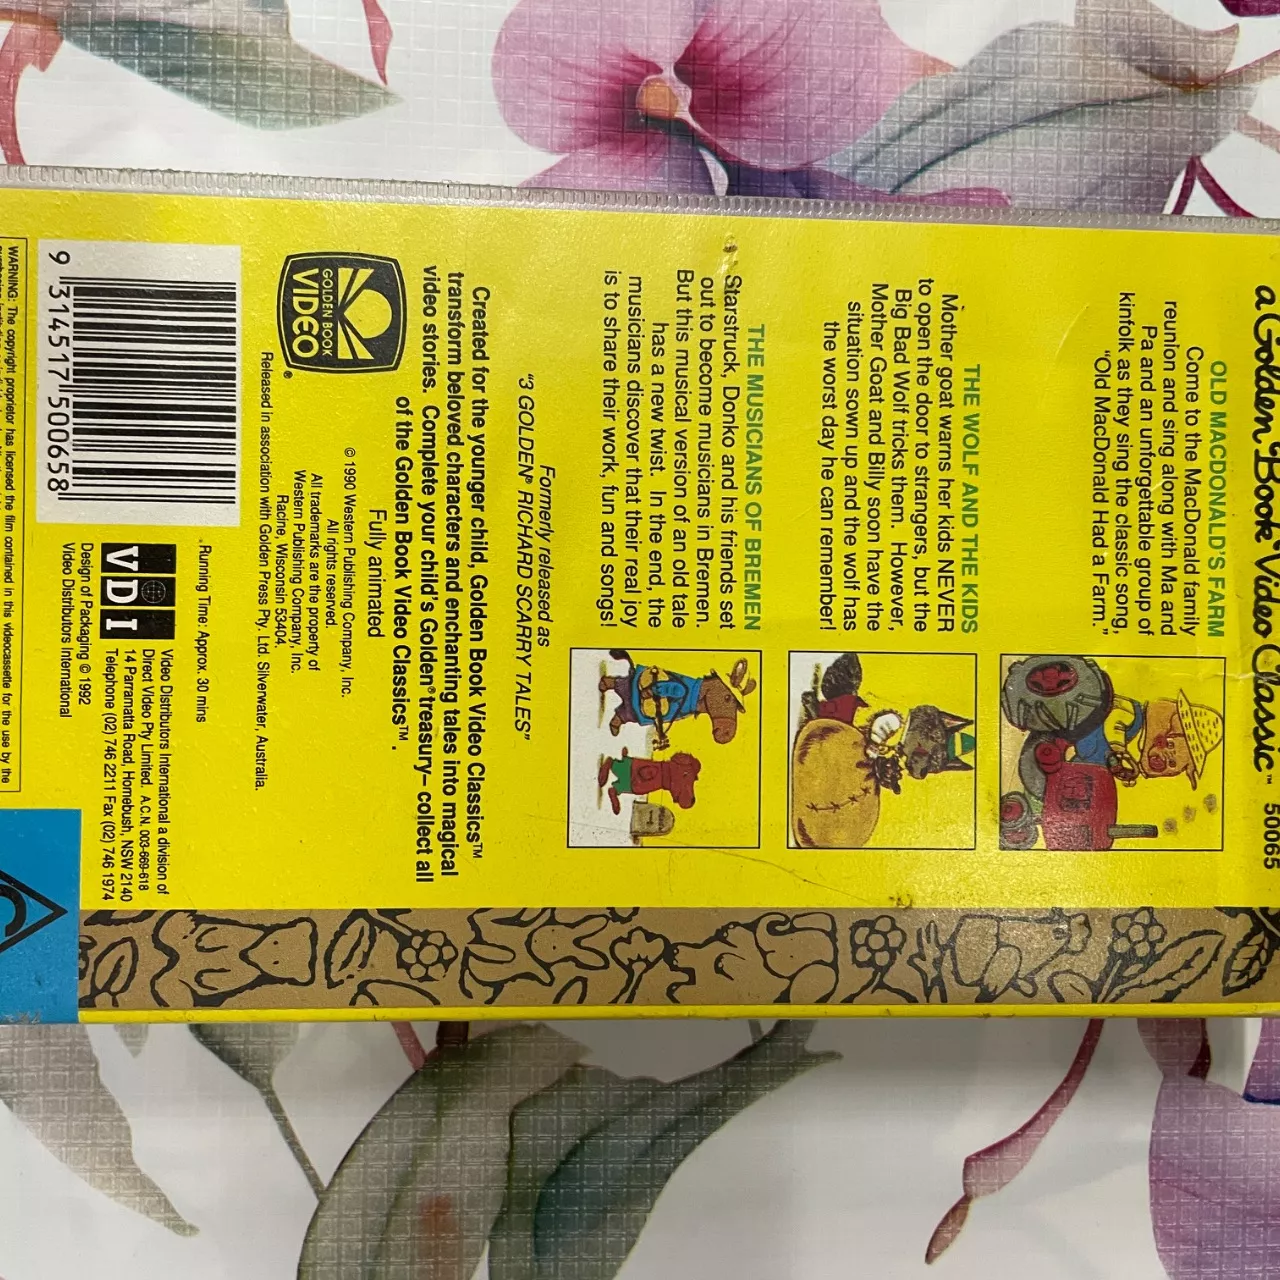 a Golden Book Video Classic™ 50065
OLD MACDONALD'S FARM
Come to the MacDonald family
reunion and sing along with Ma and
Pa and an unforgettable group of
kinfolk as they sing the classic song,
"Old MacDonald Had a Farm."
THE WOLF AND THE KIDS
Mother goat warns her kids NEVER
to open the door to strangers, but the
Big Bad Wolf tricks them. However,
Mother Goat and Billy soon have the
situation sown up and the wolf has
the worst day he can remember!
THE MUSICIANS OF BREMEN
Starstruck, Donko and his friends set
out to become musicians in Bremen.
But this musical version of an old tale
has a new twist. In the end, the
musicians discover that their real joy
is to share their work, fun and songs!
Formerly released as
"3 GOLDEN® RICHARD SCARRY TALES"
Created for the younger child, Golden Book Video Classics™
transform beloved characters and enchanting tales into magical
video stories. Complete your child's Golden® treasury– collect all
of the Golden Book Video Classics™.
Fully animated
© 1990 Western Publishing Company, Inc.
All rights reserved.
All trademarks are the property of
Western Publishing Company, Inc.
Racine, Wisconsin 53404.
Released in association with Golden Press Pty. Ltd. Silverwater, Australia.
GOLDEN BOOK
VIDEO®
Running Time: Approx. 30 mins
VDI
Video Distributors International a division of
Direct Video Pty Limited. A.C.N. 003-669-618
14 Parramatta Road, Homebush, NSW 2140
Telephone (02) 746 2211 Fax (02) 746 1974
Design of Packaging © 1992
Video Distributors International
9 314517 500658
WARNING: The copyright proprietor has licensed the film contained in this videocassette for the use by the